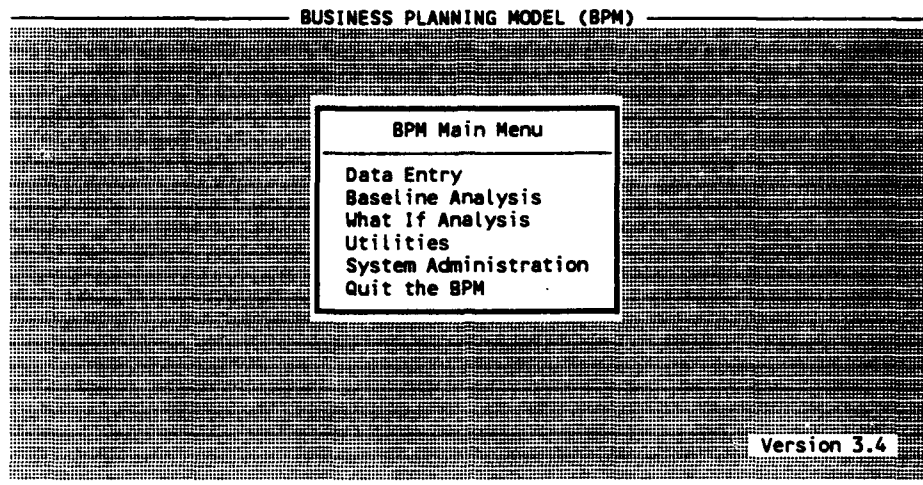 BUSINESS PLANNING MODEL (BPM)
BPM Main Menu
Data Entry
Baseline Analysis
What If Analysis
Utilities
System Administration
Quit the BPM
Version 3.4